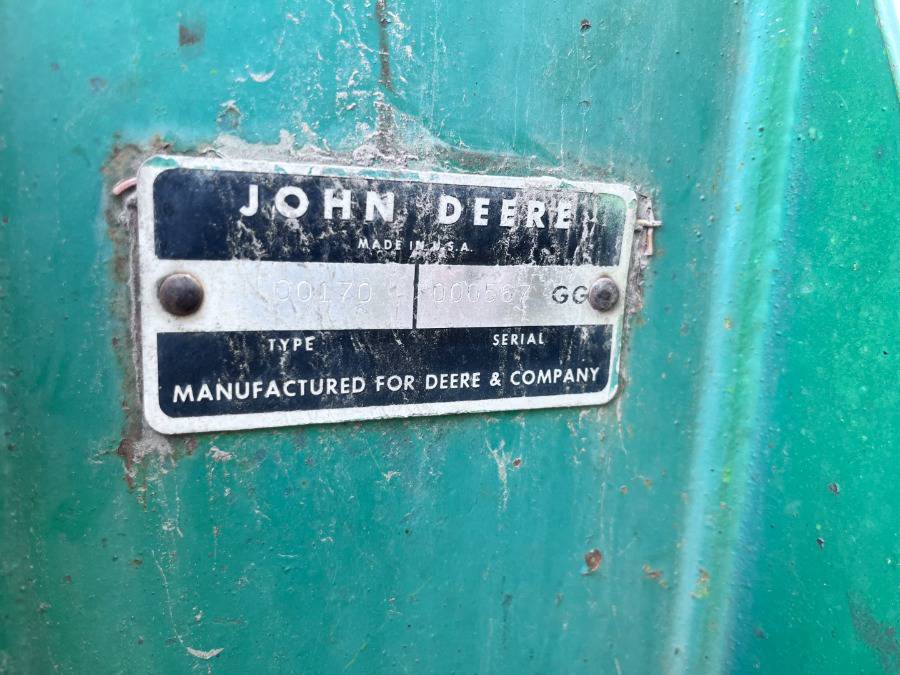 JOHN DEERE
MADE IN U.S.A.
00170 000567 GG
TYPE SERIAL
MANUFACTURED FOR DEERE & COMPANY